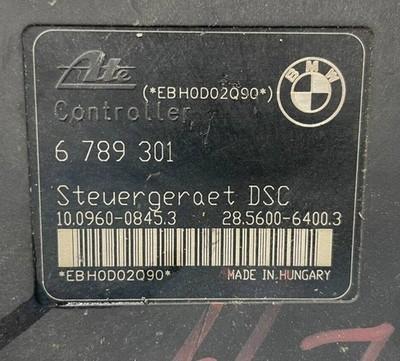 Ate
(*EBH0D02Q90*)
BMW
Controller
6 789 301
Steuergeraet DSC
10.0960-0845.3 28.5600-6400.3
*EBH0D02Q90*
MADE IN HUNGARY